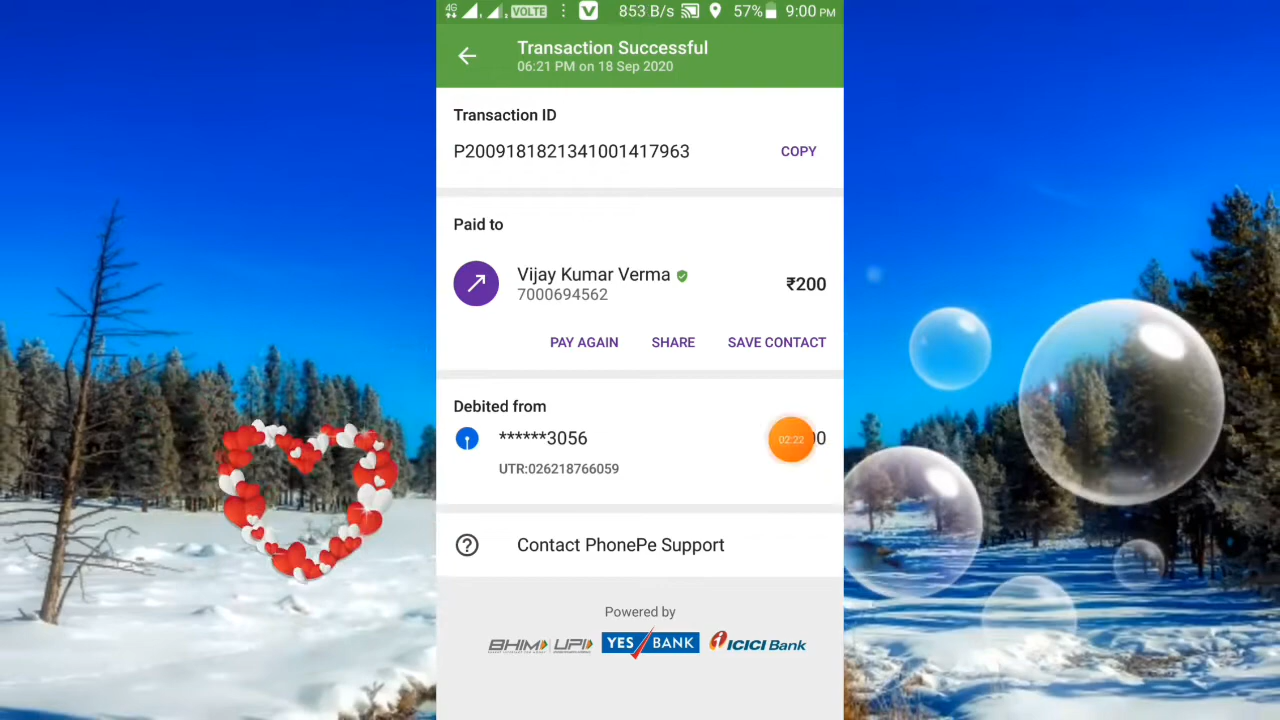 4G VOLTE 853 B/s 57% 9:00 PM
Transaction Successful
06:21 PM on 18 Sep 2020
Transaction ID
P2009181821341001417963 COPY
Paid to
Vijay Kumar Verma ₹200
7000694562
PAY AGAIN SHARE SAVE CONTACT
Debited from
******3056 02:22 00
UTR:026218766059
Contact PhonePe Support
Powered by
BHIM UPI YES BANK ICICI Bank